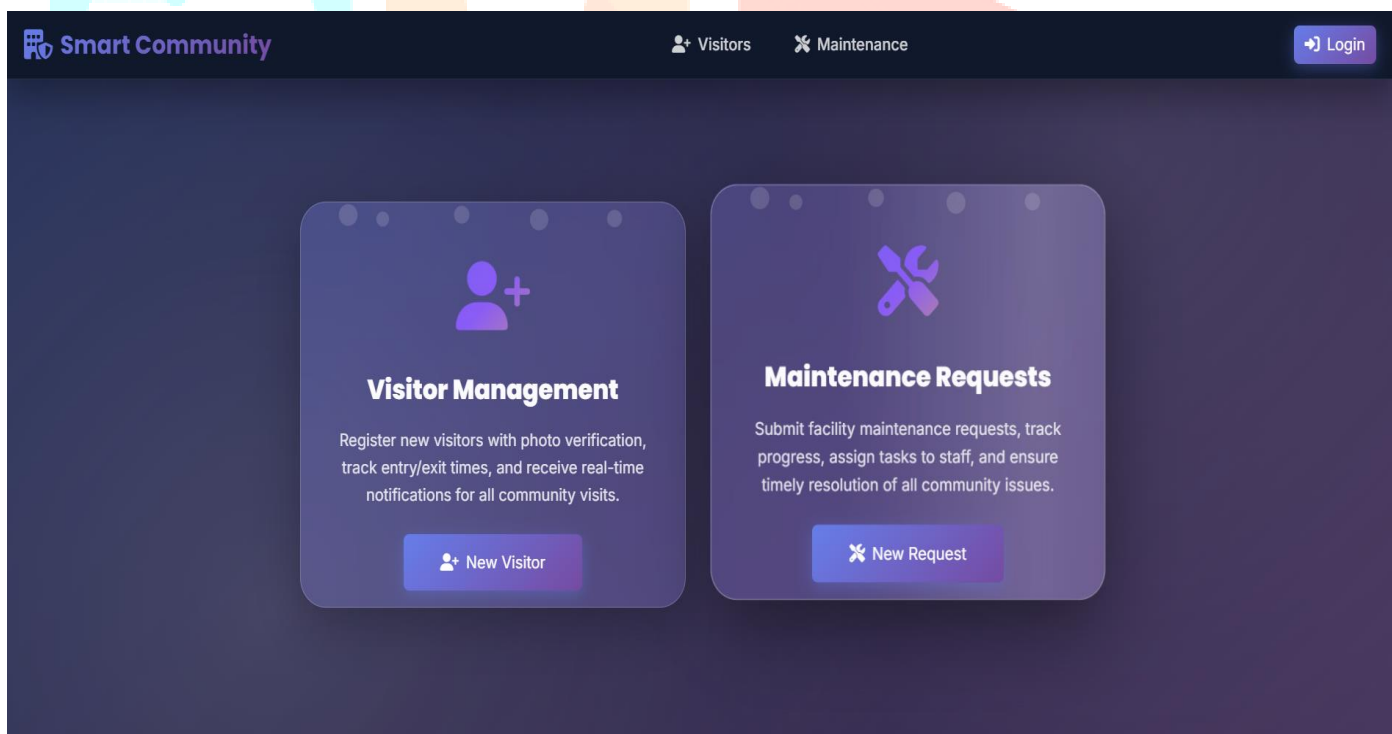 Smart Community
Visitors
Maintenance
Login
Visitor Management
Register new visitors with photo verification,
track entry/exit times, and receive real-time
notifications for all community visits.
New Visitor
Maintenance Requests
Submit facility maintenance requests, track
progress, assign tasks to staff, and ensure
timely resolution of all community issues.
New Request